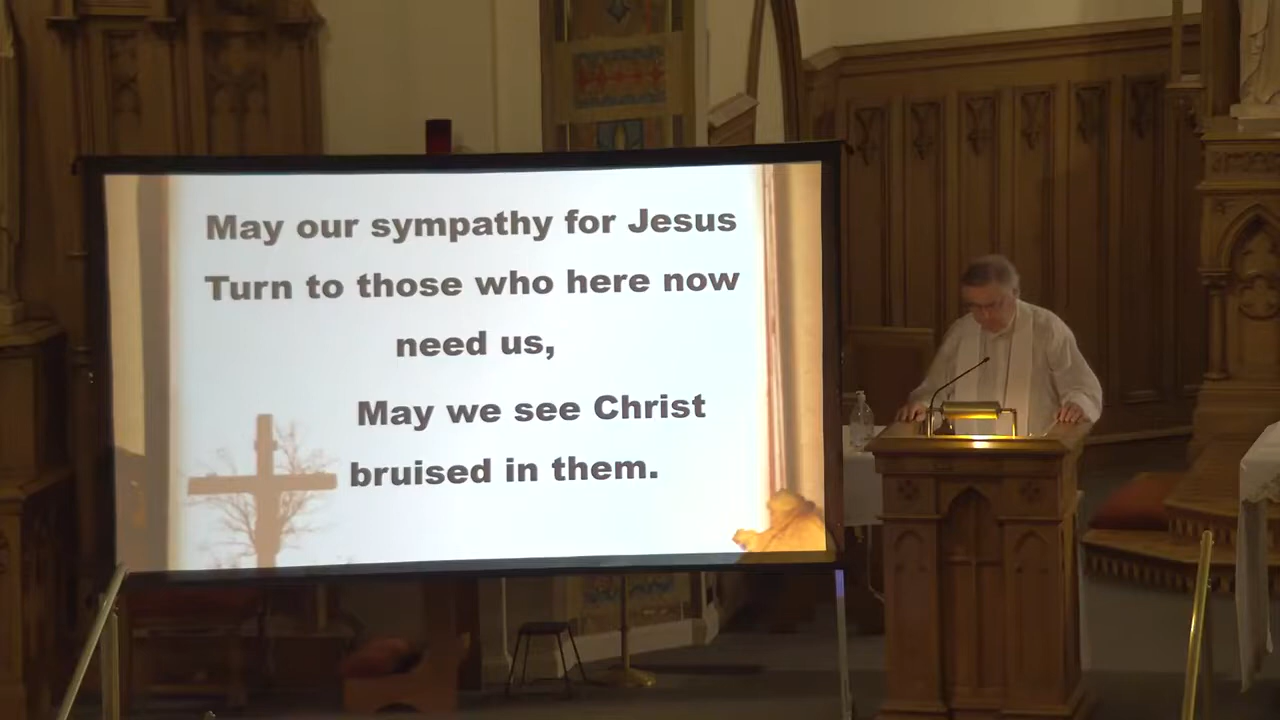 May our sympathy for Jesus
Turn to those who here now
need us,
May we see Christ
bruised in them.